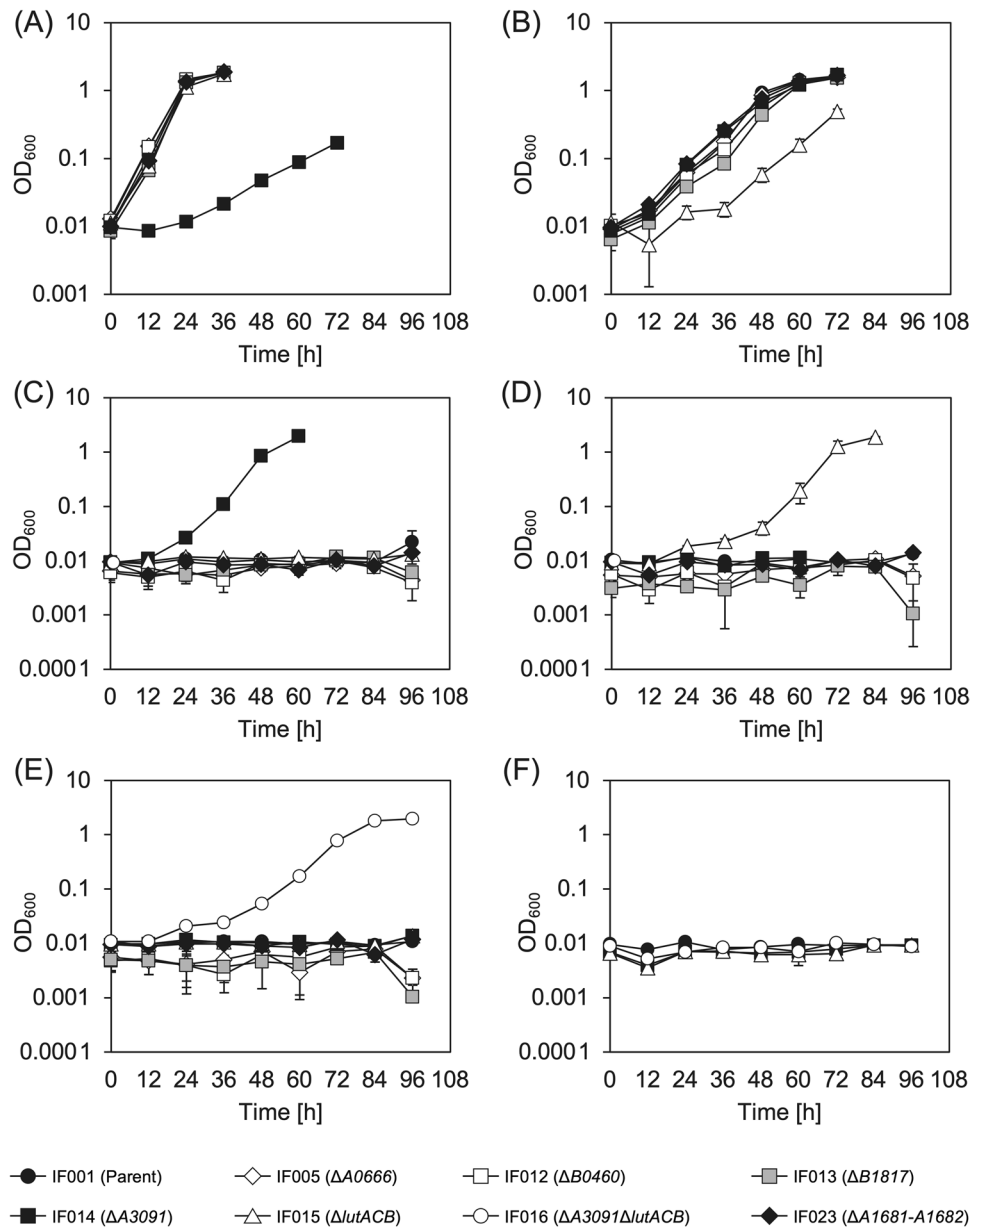 (A)
10
1
0.1
0.01
0.001
OD600
0 12 24 36 48 60 72 84 96 108
Time [h]
(B)
10
1
0.1
0.01
0.001
OD600
0 12 24 36 48 60 72 84 96 108
Time [h]
(C)
10
1
0.1
0.01
0.001
0.0001
OD600
0 12 24 36 48 60 72 84 96 108
Time [h]
(D)
10
1
0.1
0.01
0.001
0.0001
OD600
0 12 24 36 48 60 72 84 96 108
Time [h]
(E)
10
1
0.1
0.01
0.001
0.0001
OD600
0 12 24 36 48 60 72 84 96 108
Time [h]
(F)
10
1
0.1
0.01
0.001
0.0001
OD600
0 12 24 36 48 60 72 84 96 108
Time [h]
IF001 (Parent) IF005 (ΔA0666) IF012 (ΔB0460) IF013 (ΔB1817)
IF014 (ΔA3091) IF015 (ΔlutACB) IF016 (ΔA3091ΔlutACB) IF023 (ΔA1681-A1682)